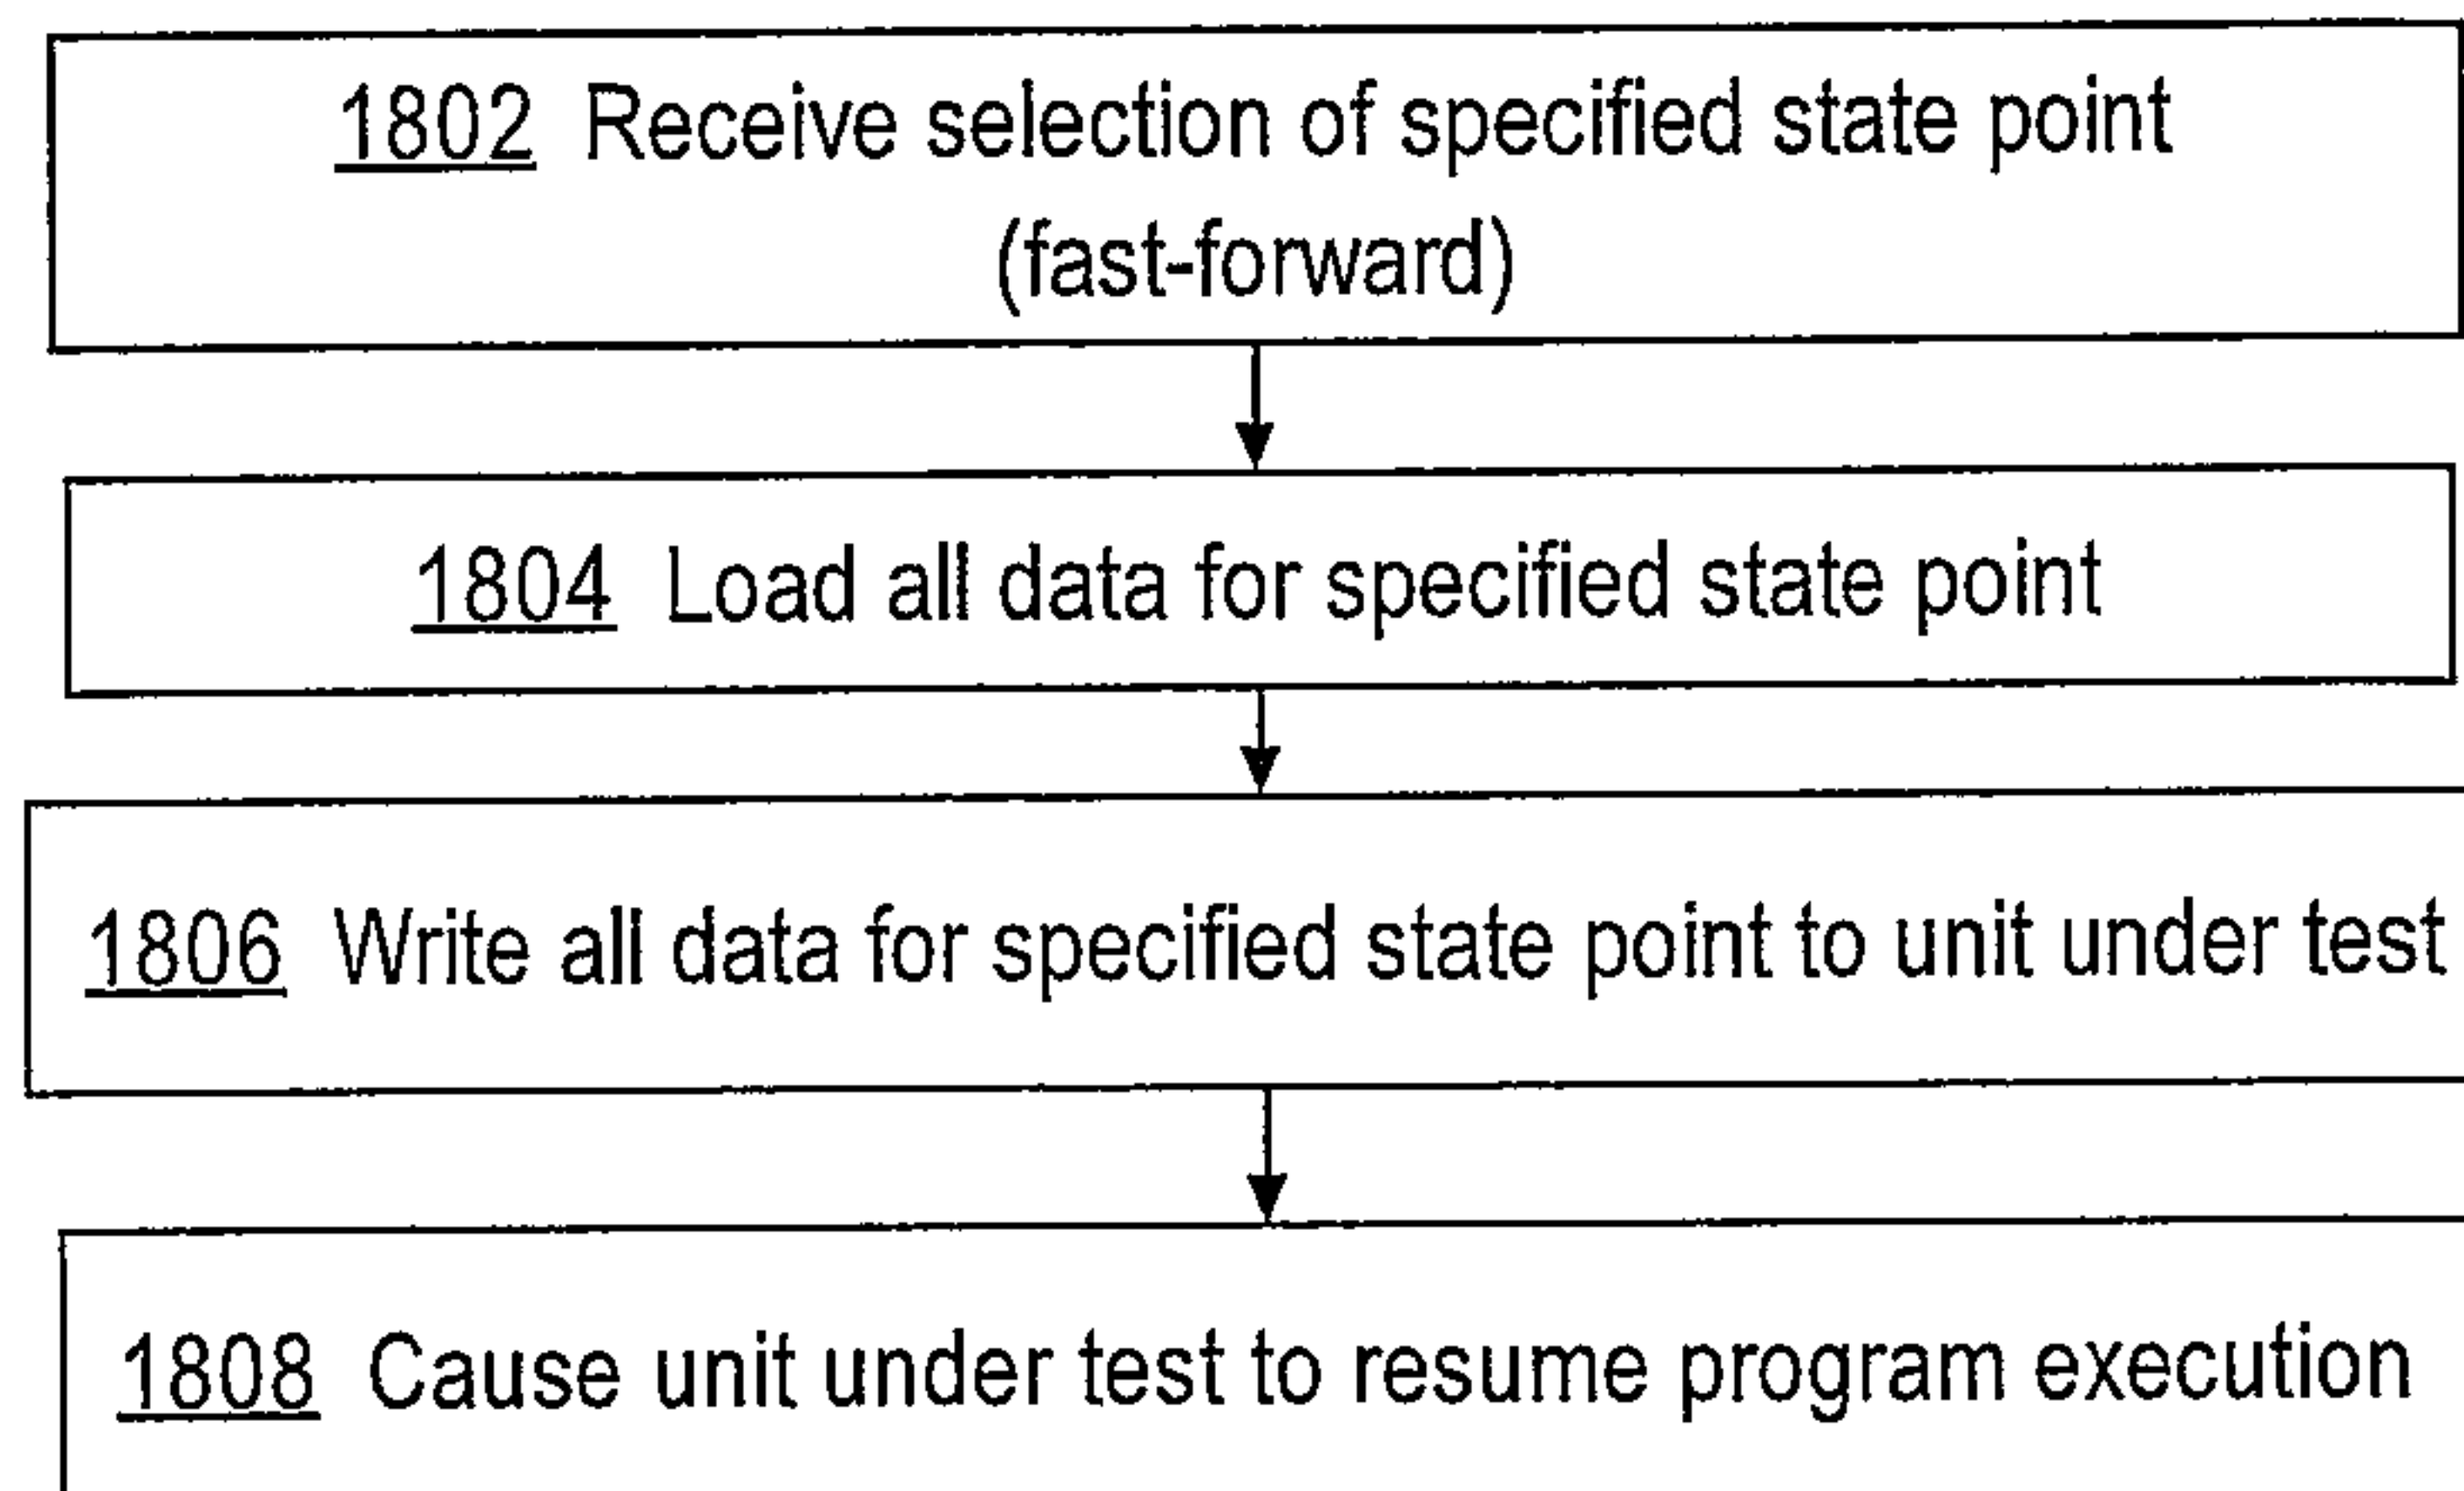 1802 Receive selection of specified state point
(fast-forward)
1804 Load all data for specified state point
1806 Write all data for specified state point to unit under test
1808 Cause unit under test to resume program execution